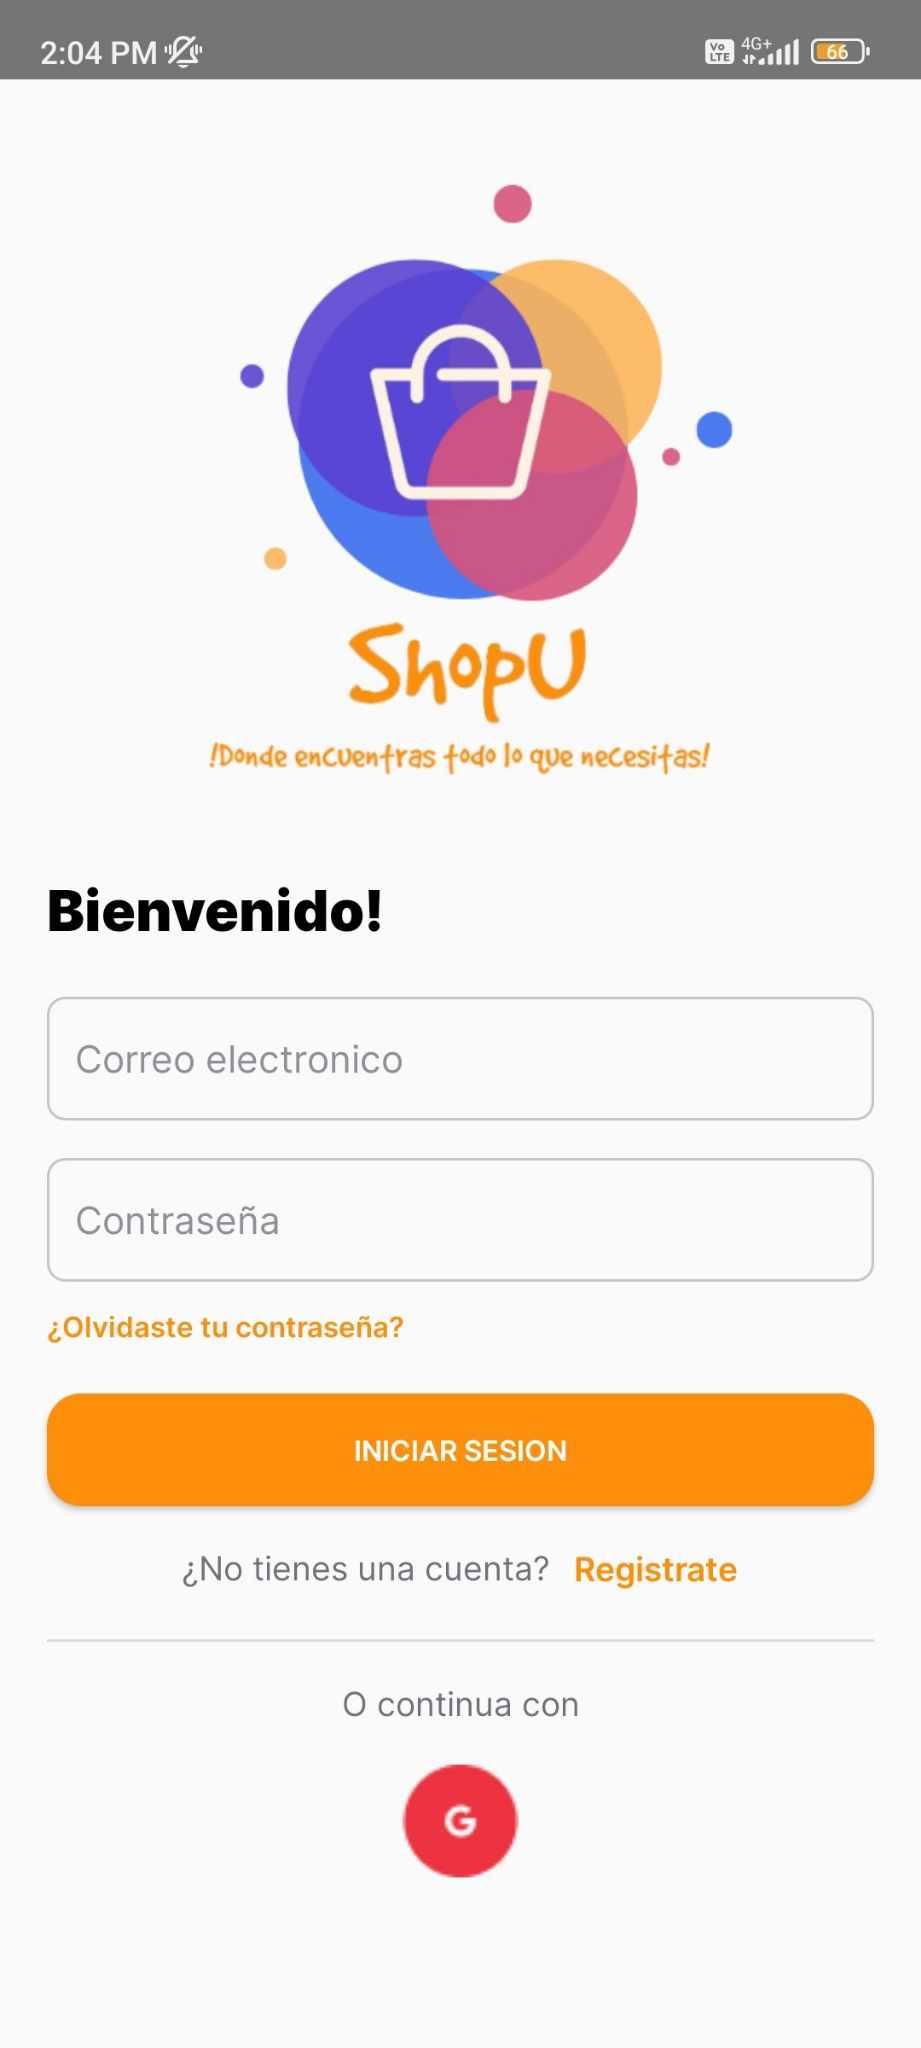 2:04 PM
Vo LTE 4G+ 66
ShopU
!Donde encuentras todo lo que necesitas!
Bienvenido!
Correo electronico
Contraseña
¿Olvidaste tu contraseña?
INICIAR SESION
¿No tienes una cuenta? Registrate
O continua con
G